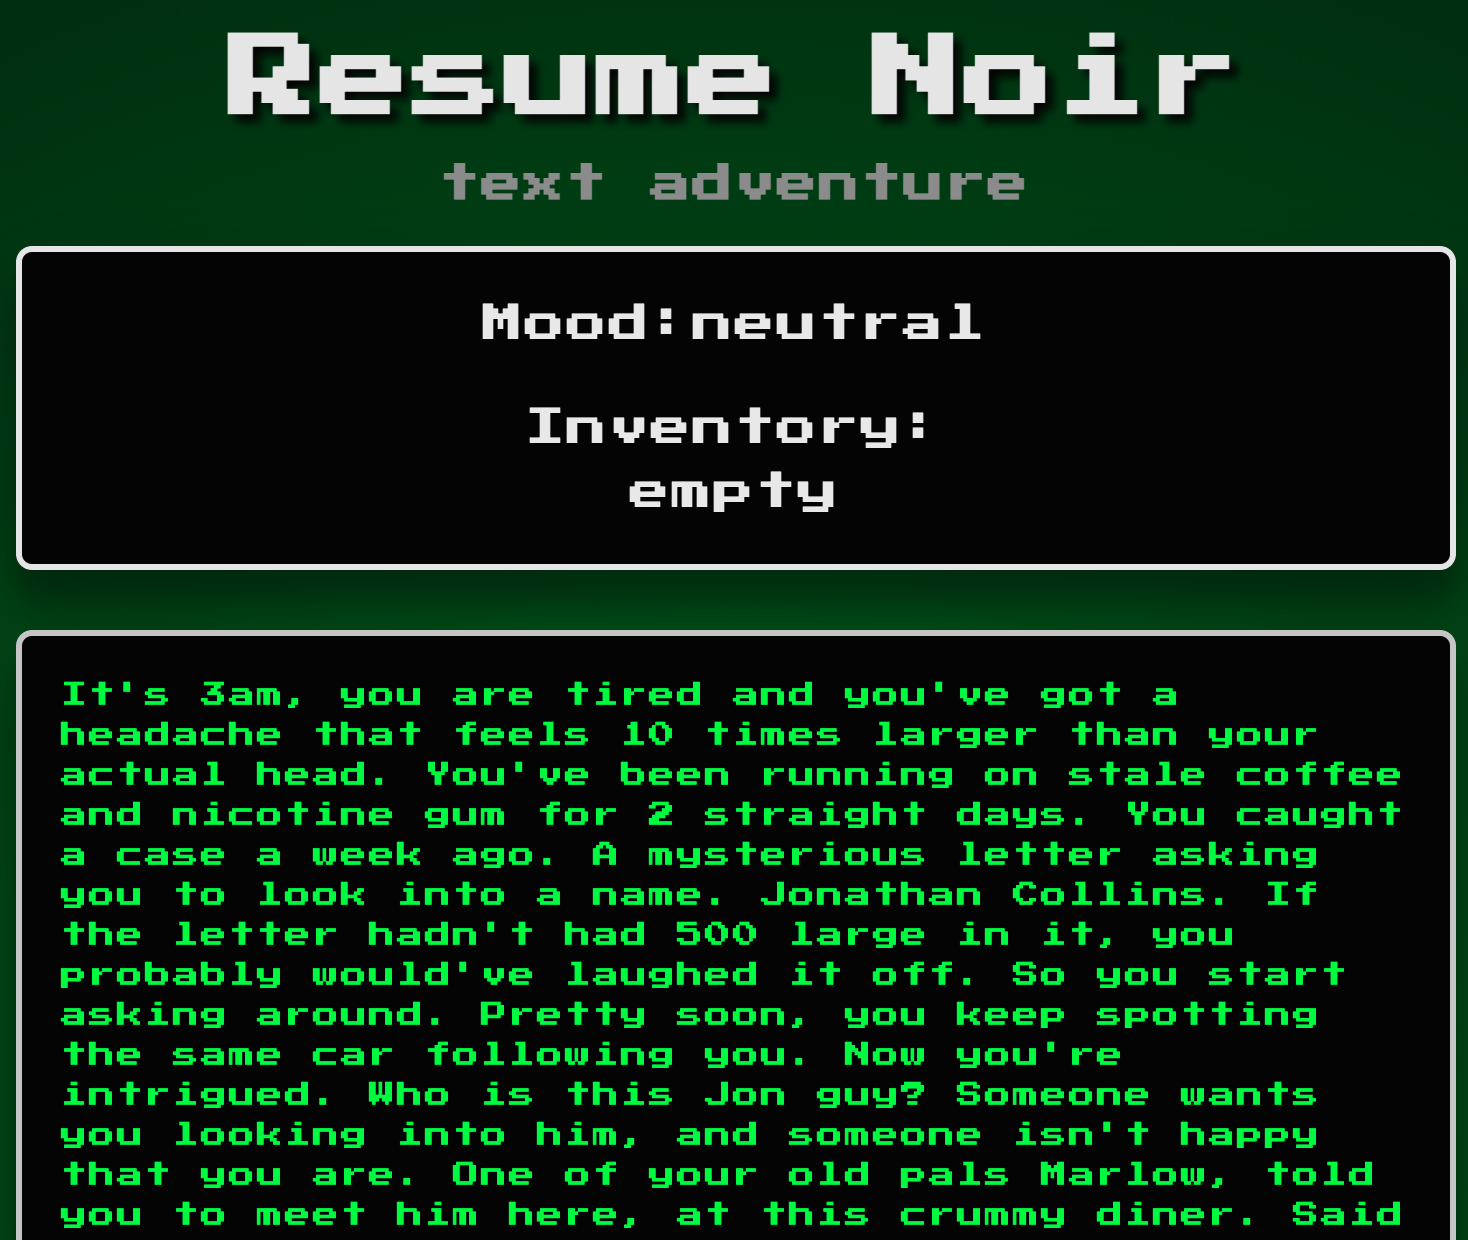 Resume Noir
text adventure
Mood:neutral
Inventory:
empty
It's 3am, you are tired and you've got a
headache that feels 10 times larger than your
actual head. You've been running on stale coffee
and nicotine gum for 2 straight days. You caught
a case a week ago. A mysterious letter asking
you to look into a name. Jonathan Collins. If
the letter hadn't had 500 large in it, you
probably would've laughed it off. So you start
asking around. Pretty soon, you keep spotting
the same car following you. Now you're
intrigued. Who is this Jon guy? Someone wants
you looking into him, and someone isn't happy
that you are. One of your old pals Marlow, told
you to meet him here, at this crummy diner. Said